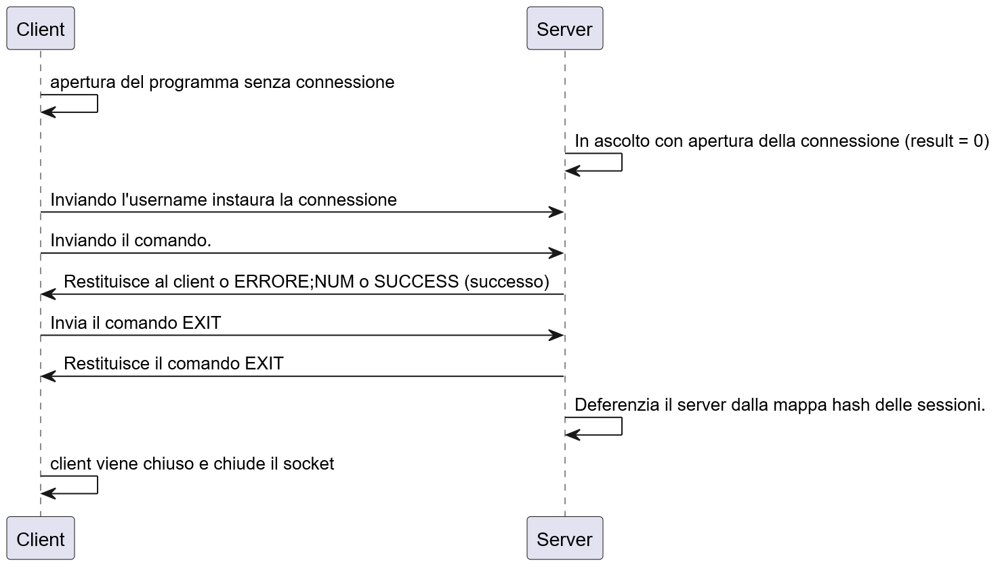 Client
Server
apertura del programma senza connessione
In ascolto con apertura della connessione (result = 0)
Inviando l'username instaura la connessione
Inviando il comando.
Restituisce al client o ERRORE;NUM o SUCCESS (successo)
Invia il comando EXIT
Restituisce il comando EXIT
Deferenzia il server dalla mappa hash delle sessioni.
client viene chiuso e chiude il socket
Client
Server